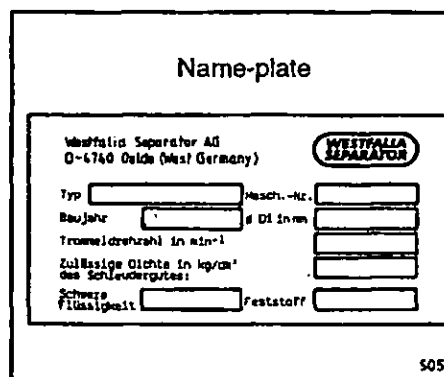 Name-plate
Westfalia Separator AG
D-4740 Oelde (West Germany)
WESTFALIA
SEPARATOR
Typ Masch.-Nr.
Baujahr ø D1 in mm
Trommeldrehzahl in min⁻¹
Zulässige Dichte in kg/dm³
des Schleudergutes:
Schwere
Flüssigkeit Feststoff
S05